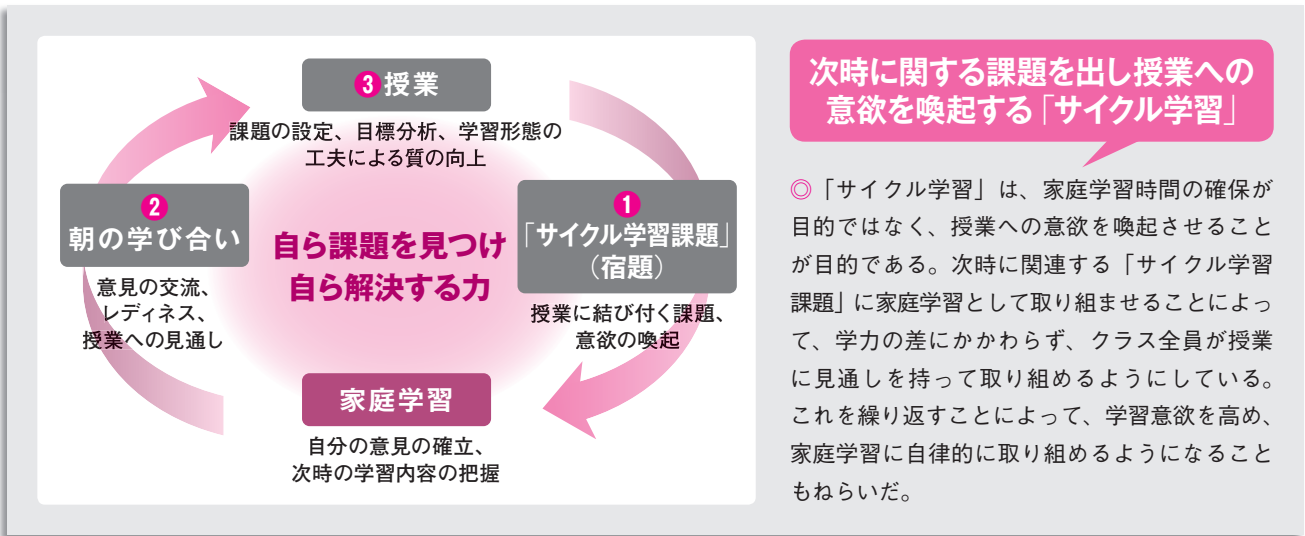 ❸授業
課題の設定、目標分析、学習形態の
工夫による質の向上
❷
朝の学び合い
意見の交流、
レディネス、
授業への見通し
自ら課題を見つけ
自ら解決する力
❶
「サイクル学習課題」
（宿題）
授業に結び付く課題、
意欲の喚起
家庭学習
自分の意見の確立、
次時の学習内容の把握
次時に関する課題を出し授業への
意欲を喚起する「サイクル学習」
◎「サイクル学習」は、家庭学習時間の確保が
目的ではなく、授業への意欲を喚起させること
が目的である。次時に関連する「サイクル学習
課題」に家庭学習として取り組ませることによっ
て、学力の差にかかわらず、クラス全員が授業
に見通しを持って取り組めるようにしている。
これを繰り返すことによって、学習意欲を高め、
家庭学習に自律的に取り組めるようになること
もねらいだ。